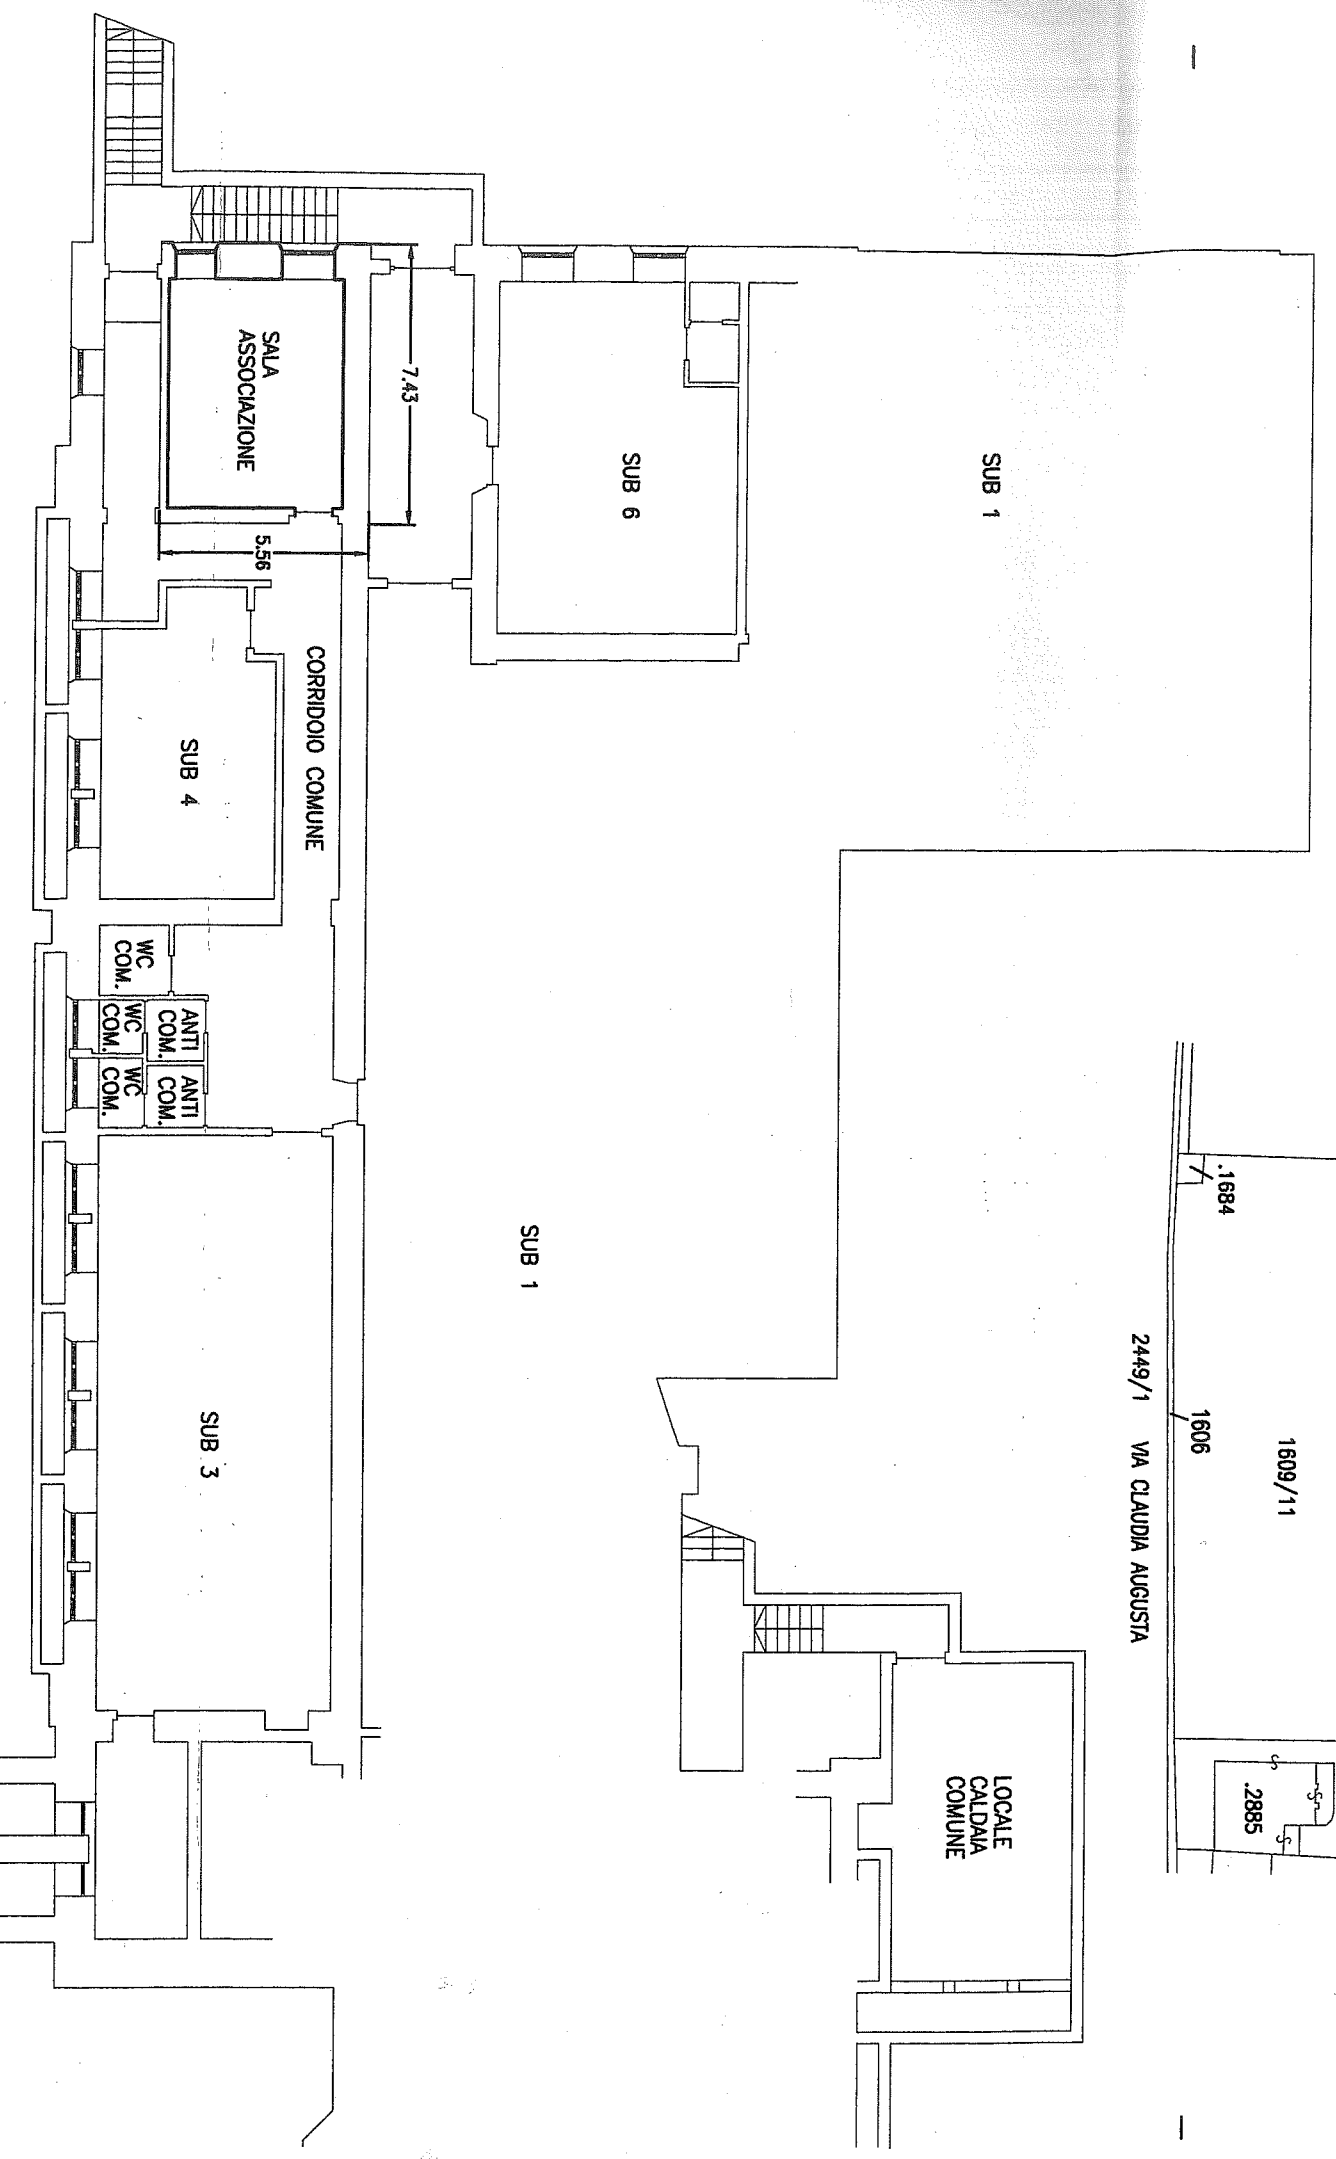 SALA
ASSOCIAZIONE
7.43
5.56
SUB 6
SUB 1
CORRIDOIO COMUNE
SUB 4
WC
COM.
WC
COM.
ANTI
COM.
WC
COM.
ANTI
COM.
SUB 3
SUB 1
LOCALE
CALDAIA
COMUNE
.1684
1606
1609/11
2449/1 VIA CLAUDIA AUGUSTA
.2885